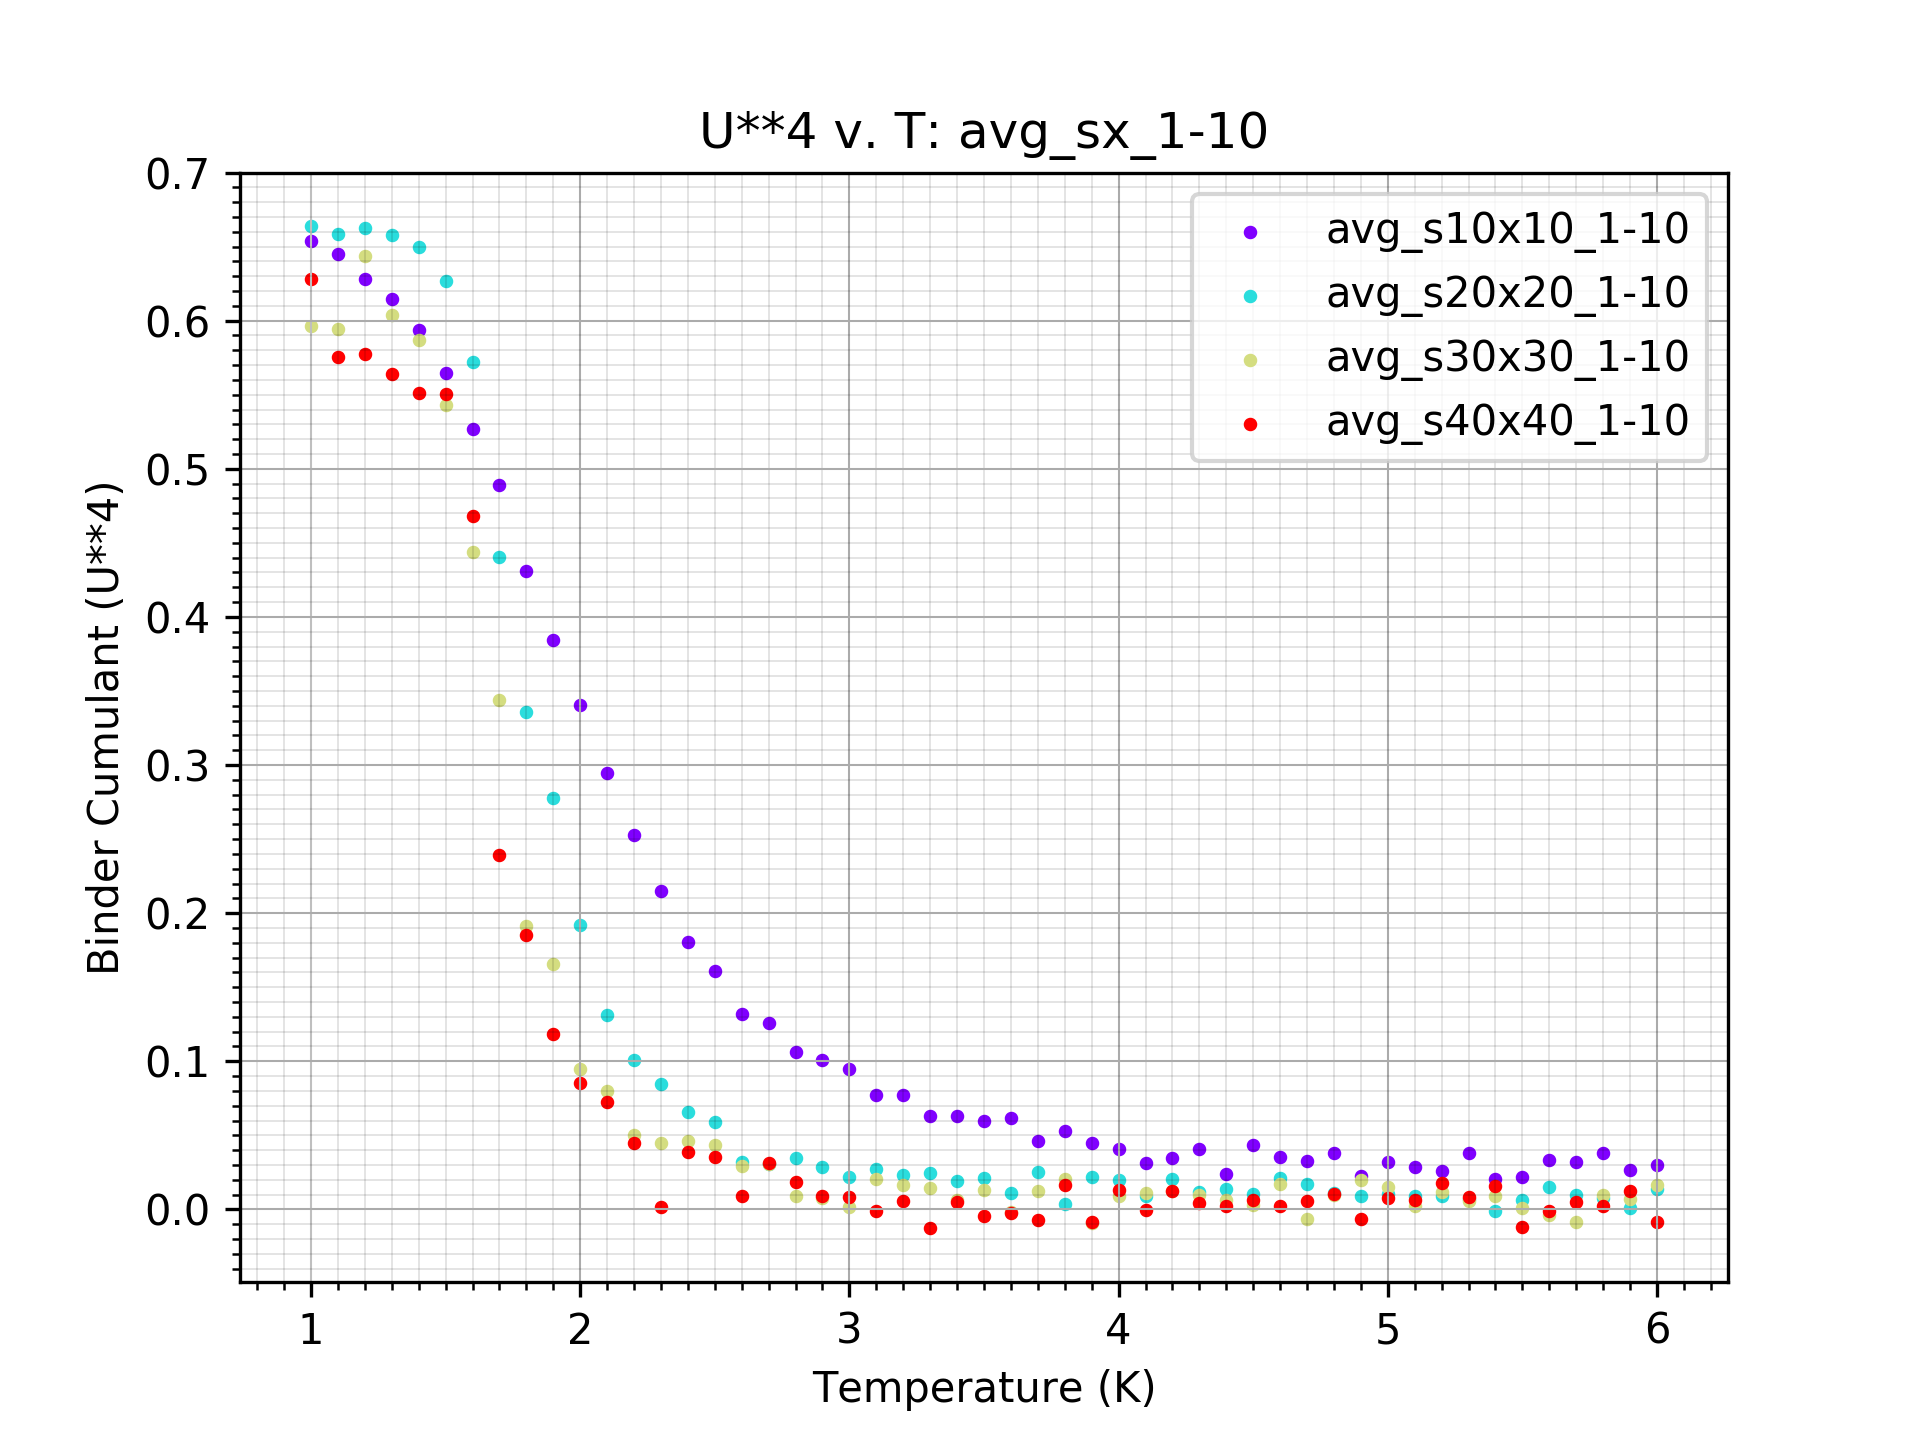 U**4 v. T: avg_sx_1-10
avg_s10x10_1-10
avg_s20x20_1-10
avg_s30x30_1-10
avg_s40x40_1-10
Binder Cumulant (U**4)
0.7
0.6
0.5
0.4
0.3
0.2
0.1
0.0
1 2 3 4 5 6
Temperature (K)